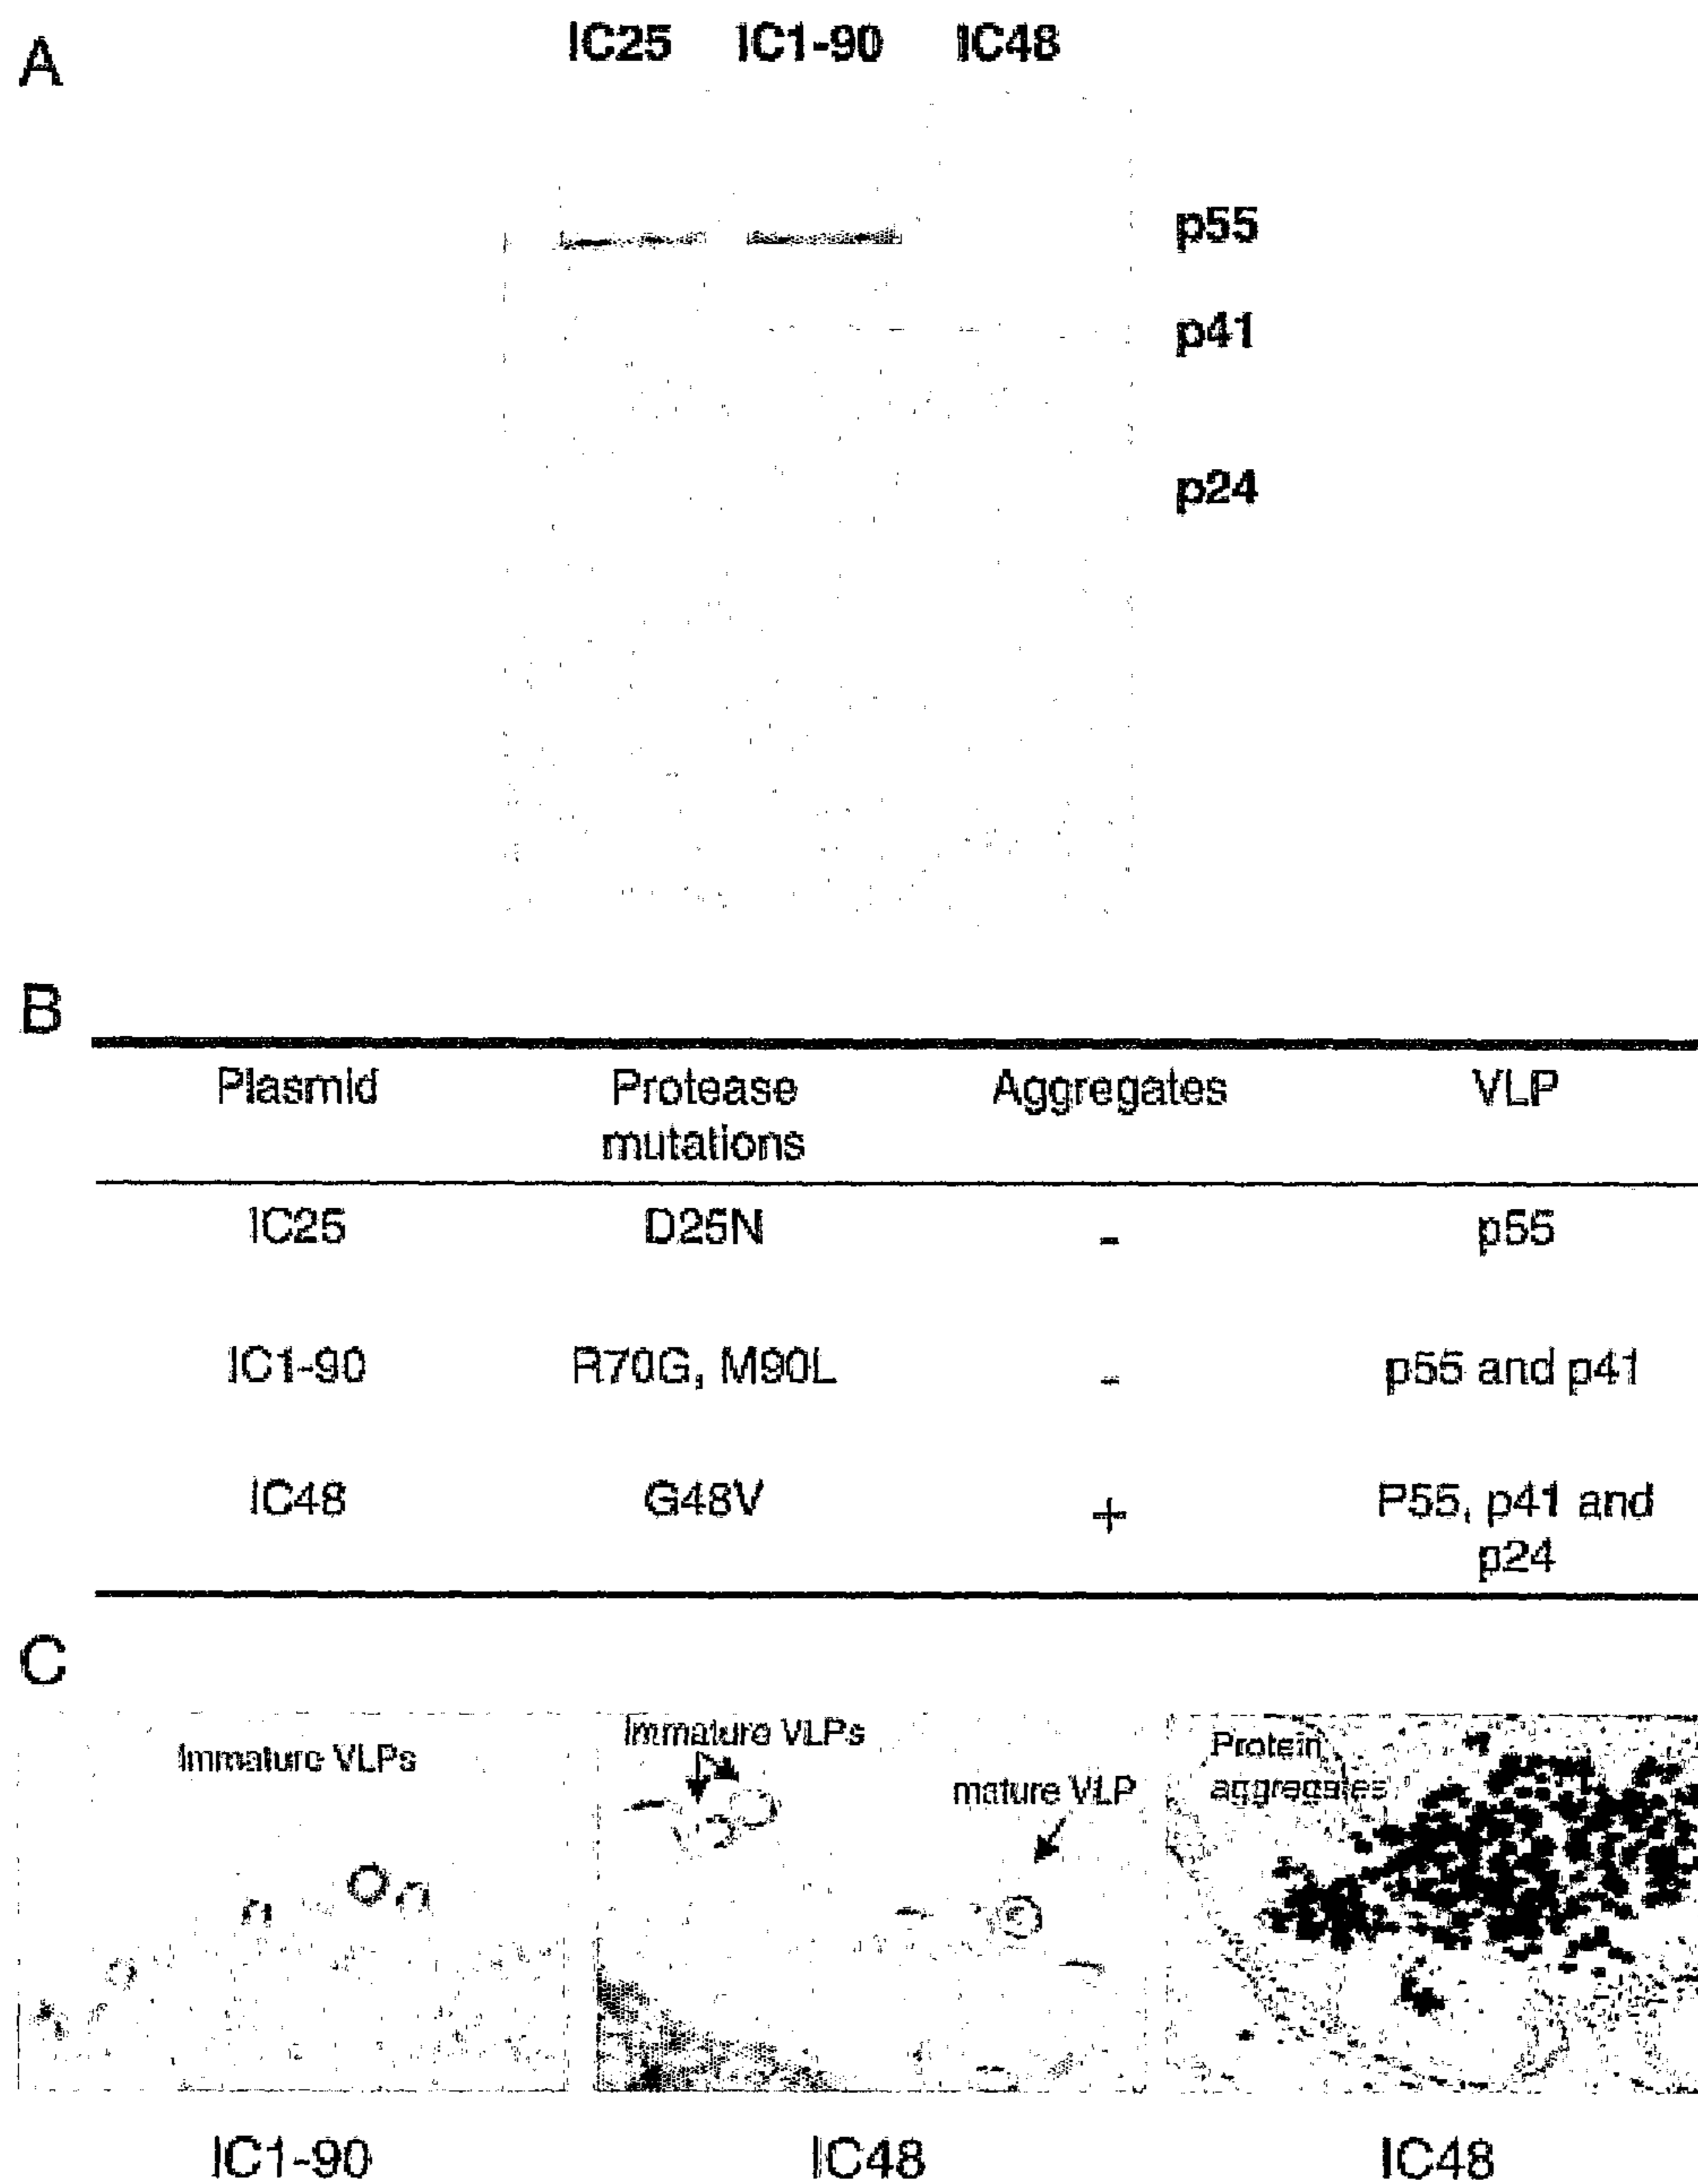 A
IC25 IC1-90 IC48
p55
p41
p24
B
Plasmid Protease mutations Aggregates VLP
IC25 D25N - p55
IC1-90 R70G, M90L - p55 and p41
IC48 G48V + P55, p41 and p24
C
Immature VLPs
Immature VLPs
mature VLP
Protein
aggregates
IC1-90 IC48 IC48